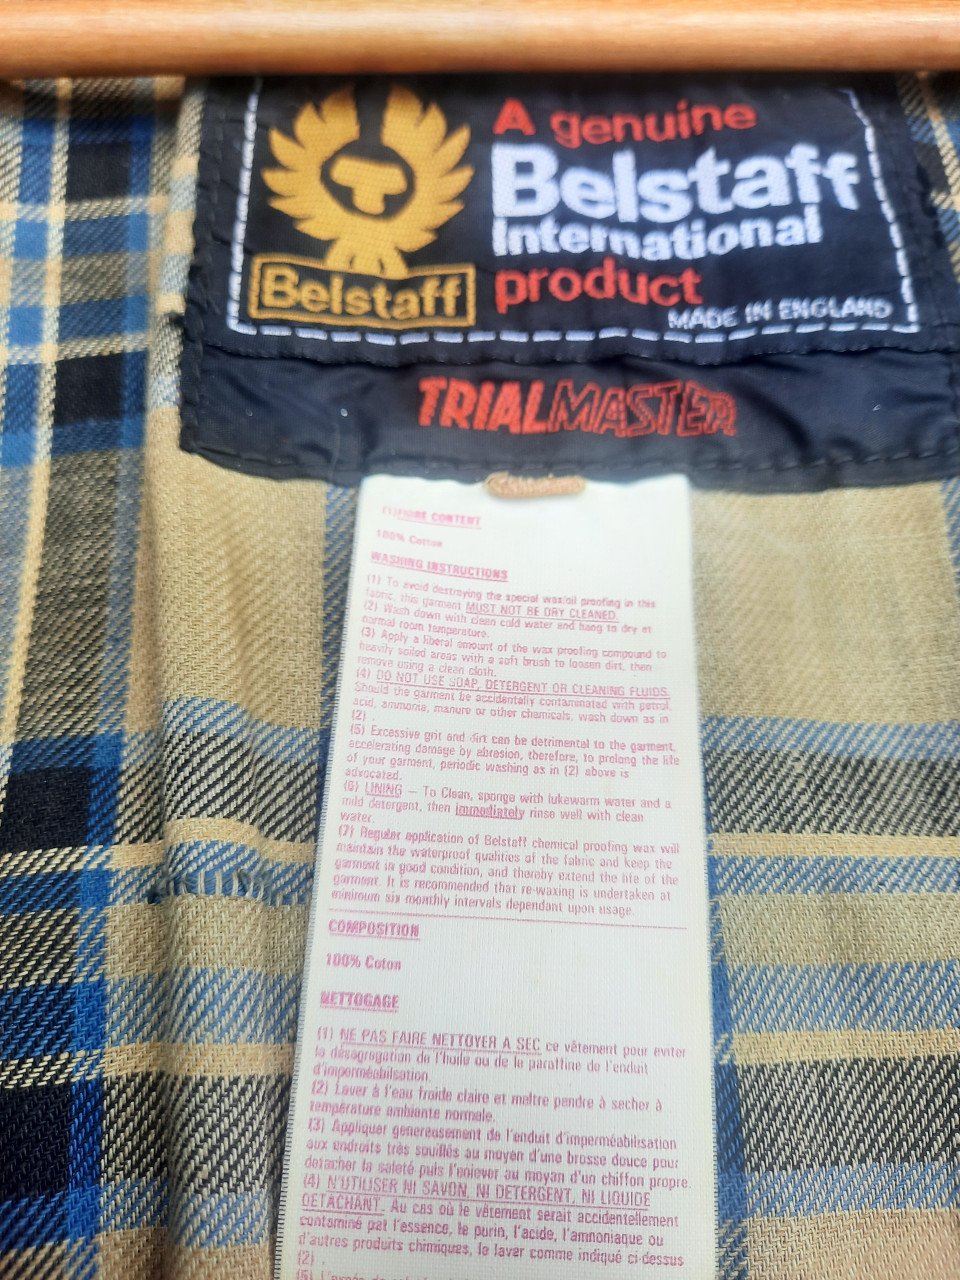 A genuine
Belstaff
International
product
Belstaff
MADE IN ENGLAND
TRIALMASTER
(1) FIBRE CONTENT
100% Cotton
WASHING INSTRUCTIONS
(1) To avoid destroying the special wax/oil proofing in this
fabric, this garment MUST NOT BE DRY CLEANED.
(2) Wash down with clean cold water and hang to dry at
normal room temperature.
(3) Apply a liberal amount of the wax proofing compound to
heavily soiled areas with a soft brush to loosen dirt, then
remove using a clean cloth.
(4) DO NOT USE SOAP, DETERGENT OR CLEANING FLUIDS.
Should the garment be accidentally contaminated with petrol,
acid, ammonia, manure or other chemicals, wash down as in
(2) .
(5) Excessive grit and dirt can be detrimental to the garment,
accelerating damage by abrasion, therefore, to prolong the life
of your garment, periodic washing as in (2) above is
advocated.
(6) LINING – To Clean, sponge with lukewarm water and a
mild detergent, then immediately rinse well with clean
water.
(7) Regular application of Belstaff chemical proofing wax will
maintain the waterproof qualities of the fabric and keep the
garment in good condition, and thereby extend the life of the
garment. It is recommended that re-waxing is undertaken at
minimum six monthly intervals dependant upon usage.
COMPOSITION
100% Coton
NETTOGAGE
(1) NE PAS FAIRE NETTOYER A SEC ce vêtement pour eviter
la désagregation de l'huile ou de la paraffine de l'enduit
d'imperméabilsation.
(2) Laver à l'eau froide claire et maltre pendre à secher à
température ambiante normale.
(3) Appliquer genereusement de l'enduit d'imperméabilisation
aux endroits très souillés au moyen d'une brosse douce pour
detacher la saleté puis l'eniever au moyan d'un chiffon propre.
(4) N'UTILISER NI SAVON, NI DETERGENT, NI LIQUIDE
DETACHANT. Au cas où le vêtement serait accidentellement
contaminé pat l'essence, le purin, l'acide, l'ammoniaque ou
d'autres produits chimiques, le laver comme indiqué ci-dessus
(2) .